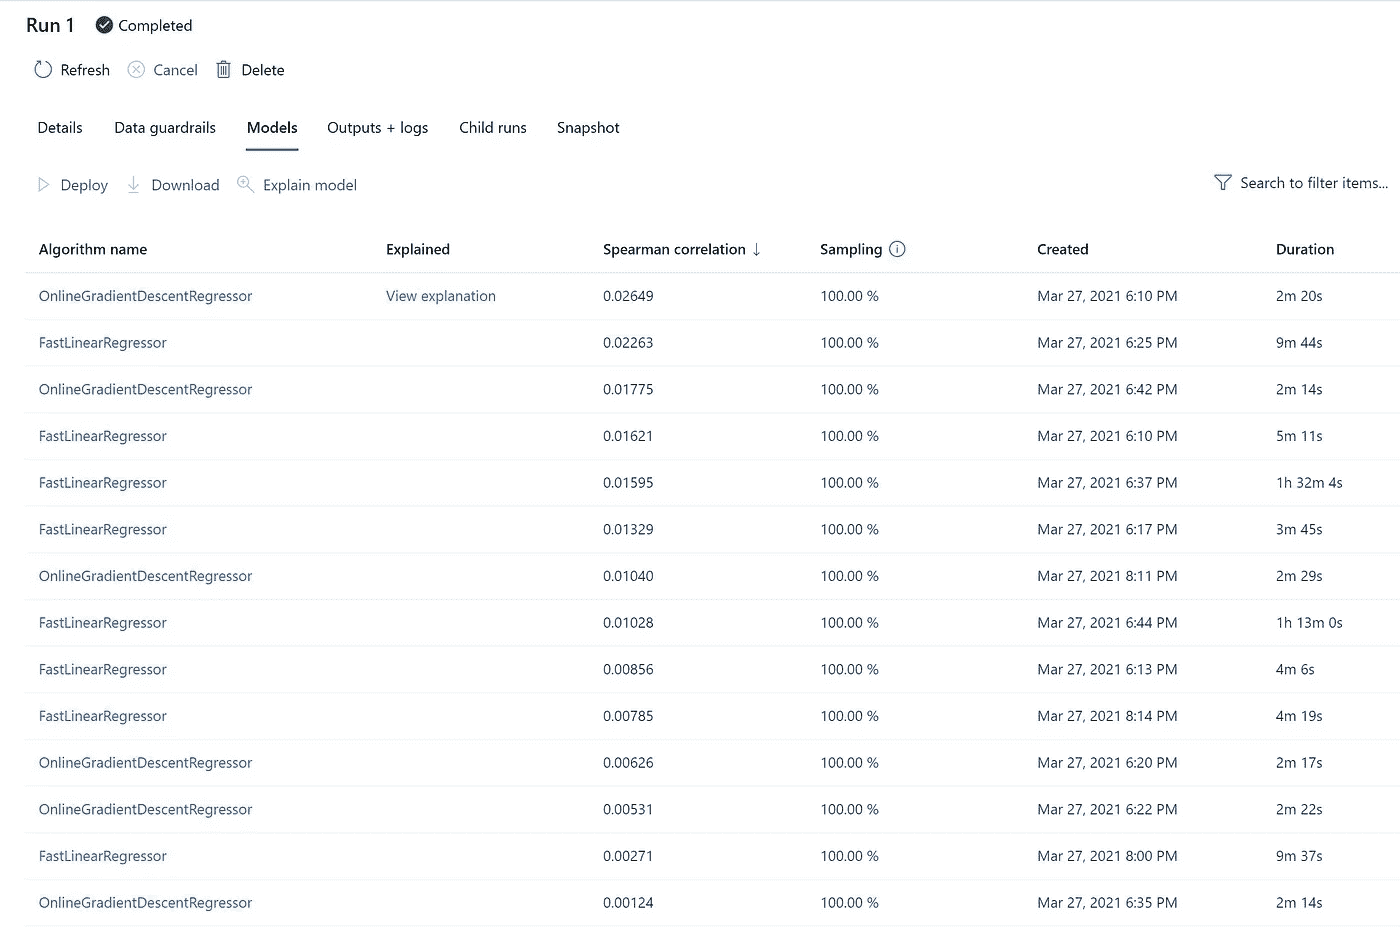 Run 1 Completed
Refresh Cancel Delete
Details Data guardrails Models Outputs + logs Child runs Snapshot
Deploy Download Explain model Search to filter items...
Algorithm name Explained Spearman correlation ↓ Sampling Created Duration
OnlineGradientDescentRegressor View explanation 0.02649 100.00 % Mar 27, 2021 6:10 PM 2m 20s
FastLinearRegressor 0.02263 100.00 % Mar 27, 2021 6:25 PM 9m 44s
OnlineGradientDescentRegressor 0.01775 100.00 % Mar 27, 2021 6:42 PM 2m 14s
FastLinearRegressor 0.01621 100.00 % Mar 27, 2021 6:10 PM 5m 11s
FastLinearRegressor 0.01595 100.00 % Mar 27, 2021 6:37 PM 1h 32m 4s
FastLinearRegressor 0.01329 100.00 % Mar 27, 2021 6:17 PM 3m 45s
OnlineGradientDescentRegressor 0.01040 100.00 % Mar 27, 2021 8:11 PM 2m 29s
FastLinearRegressor 0.01028 100.00 % Mar 27, 2021 6:44 PM 1h 13m 0s
FastLinearRegressor 0.00856 100.00 % Mar 27, 2021 6:13 PM 4m 6s
FastLinearRegressor 0.00785 100.00 % Mar 27, 2021 8:14 PM 4m 19s
OnlineGradientDescentRegressor 0.00626 100.00 % Mar 27, 2021 6:20 PM 2m 17s
OnlineGradientDescentRegressor 0.00531 100.00 % Mar 27, 2021 6:22 PM 2m 22s
FastLinearRegressor 0.00271 100.00 % Mar 27, 2021 8:00 PM 9m 37s
OnlineGradientDescentRegressor 0.00124 100.00 % Mar 27, 2021 6:35 PM 2m 14s